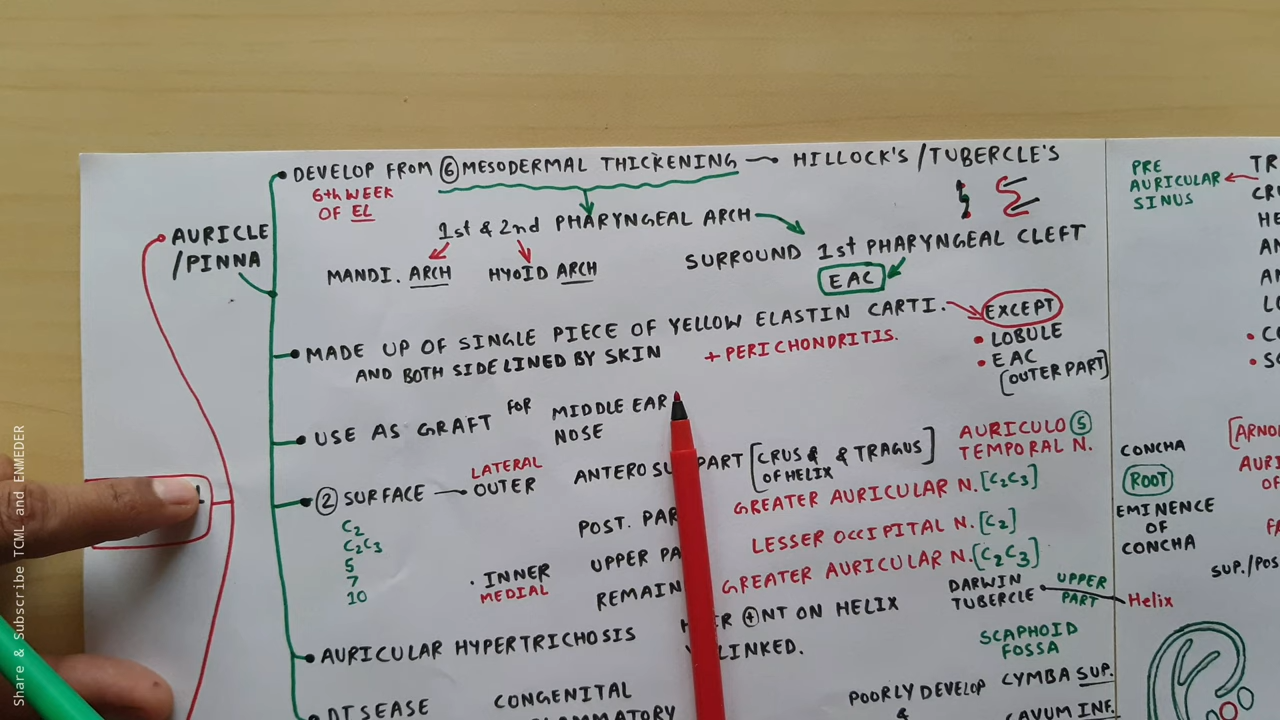 DEVELOP FROM 6 MESODERMAL THICKENING — HILLOCK'S / TUBERCLE'S
6th WEEK
OF EL
AURICLE
/PINNA
1st & 2nd PHARYNGEAL ARCH
SURROUND 1st PHARYNGEAL CLEFT
MANDI. ARCH HYOID ARCH
EAC
MADE UP OF SINGLE PIECE OF YELLOW ELASTIN CARTI. EXCEPT
AND BOTH SIDE LINED BY SKIN + PERICHONDRITIS.
• LOBULE
• EAC
[OUTER PART]
USE AS GRAFT FOR MIDDLE EAR
NOSE
2 SURFACE — LATERAL
OUTER
ANTERO PART [CRUS & & TRAGUS]
OF HELIX
AURICULO 5
TEMPORAL N.
POST. GREATER AURICULAR N. [C2C3]
C2
C2C3
5
7
10
• INNER
MEDIAL
UPPER LESSER OCCIPITAL N. [C2]
REMAIN GREATER AURICULAR N. [C2C3]
AURICULAR HYPERTRICHOSIS
ON HELIX
LINKED.
DARWIN
TUBERCLE
UPPER
PART
Helix
SCAPHOID
FOSSA
DISEASE
CONGENITAL
POORLY DEVELOP
&
CYMBA SUP.
CAVUM INF.
PRE
AURICULAR
SINUS
CONCHA
ROOT
EMINENCE
OF
CONCHA
SUP./POS
Share & Subscribe TCML and ENMEDER